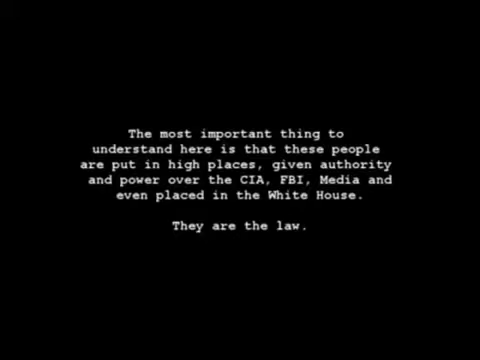 The most important thing to
understand here is that these people
are put in high places, given authority
and power over the CIA, FBI, Media and
even placed in the White House.
They are the law.